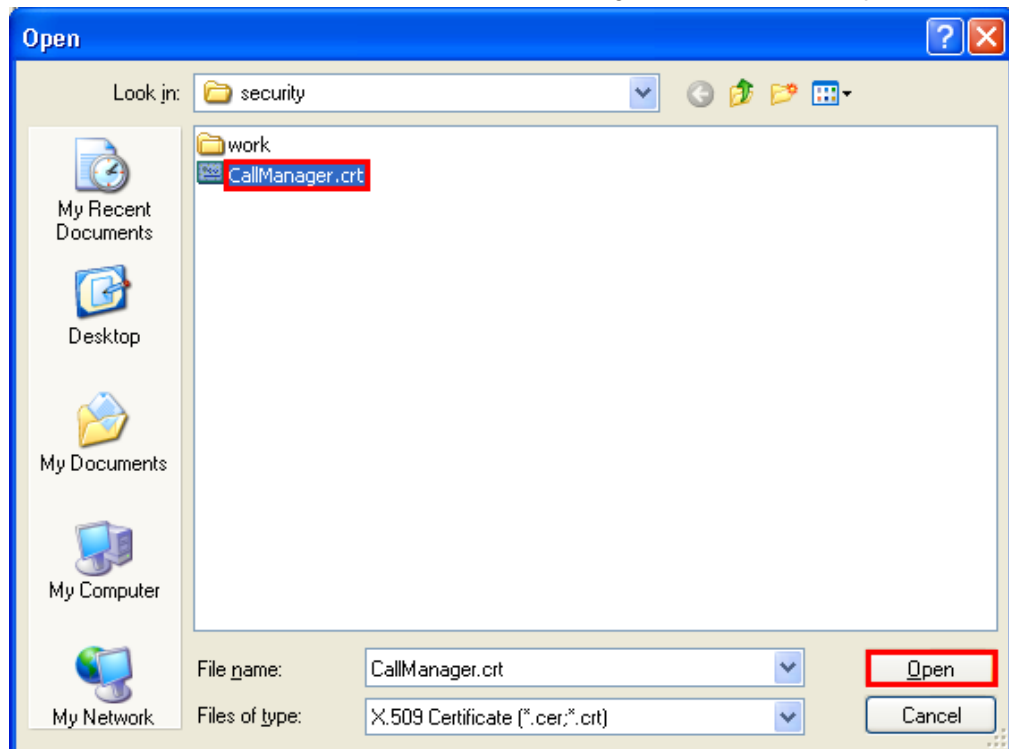 Open
Look in:
security
work
CallManager.crt
My Recent
Documents
Desktop
My Documents
My Computer
My Network
File name:
CallManager.crt
Open
Files of type:
X.509 Certificate (*.cer;*.crt)
Cancel